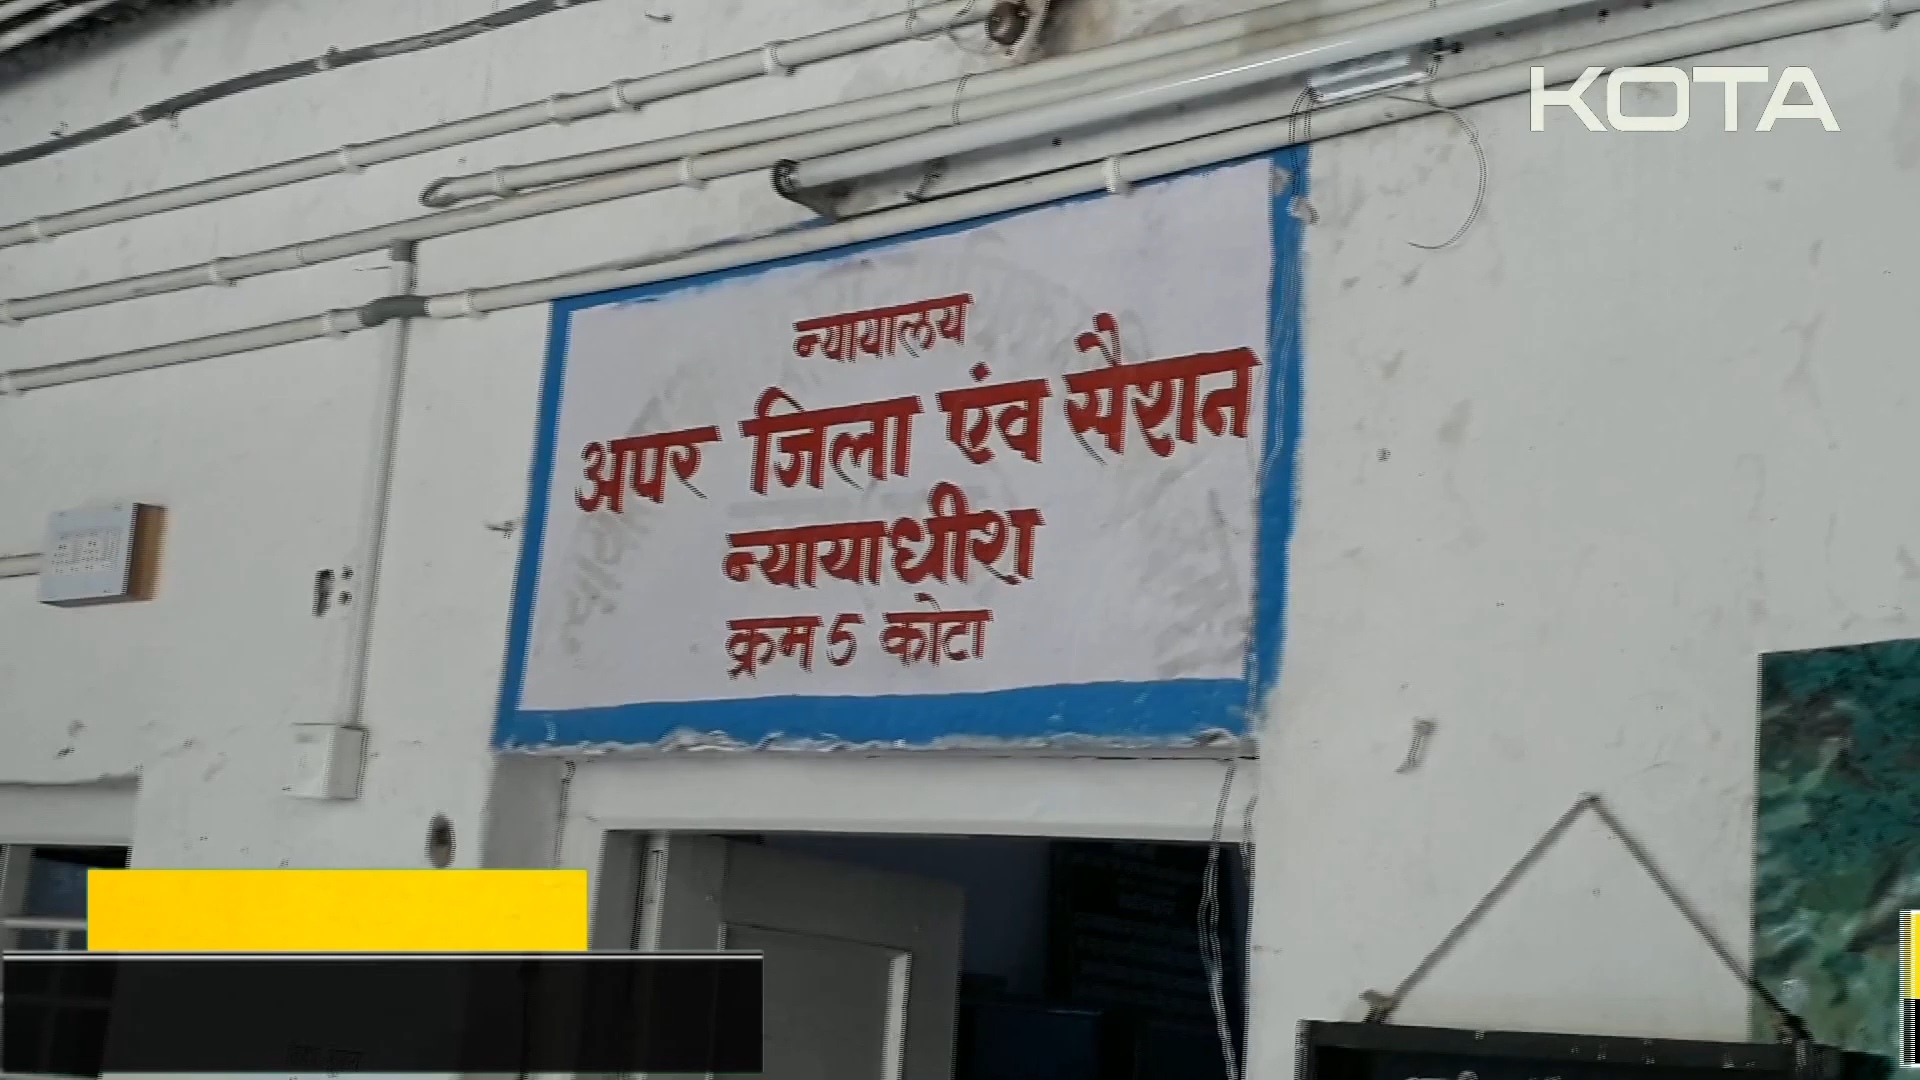 KOTA
न्यायालय
अपर जिला एंव सैशन
न्यायाधीश
क्रम 5 कोटा